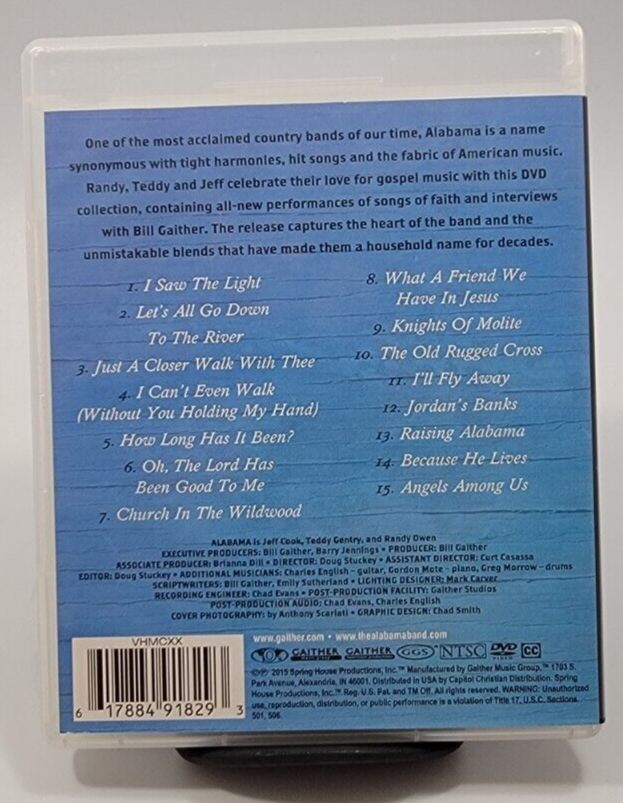 One of the most acclaimed country bands of our time, Alabama is a name
synonymous with tight harmonies, hit songs and the fabric of American music.
Randy, Teddy and Jeff celebrate their love for gospel music with this DVD
collection, containing all-new performances of songs of faith and interviews
with Bill Gaither. The release captures the heart of the band and the
unmistakable blends that have made them a household name for decades.
1. I Saw The Light
2. Let's All Go Down
To The River
3. Just A Closer Walk With Thee
4. I Can't Even Walk
(Without You Holding My Hand)
5. How Long Has It Been?
6. Oh, The Lord Has
Been Good To Me
7. Church In The Wildwood
8. What A Friend We
Have In Jesus
9. Knights Of Molite
10. The Old Rugged Cross
11. I'll Fly Away
12. Jordan's Banks
13. Raising Alabama
14. Because He Lives
15. Angels Among Us
ALABAMA is Jeff Cook, Teddy Gentry, and Randy Owen
EXECUTIVE PRODUCERS: Bill Gaither, Barry Jennings • PRODUCER: Bill Gaither
ASSOCIATE PRODUCER: Brianna Dill • DIRECTOR: Doug Stuckey • ASSISTANT DIRECTOR: Curt Casassa
EDITOR: Doug Stuckey • ADDITIONAL MUSICIANS: Charles English – guitar, Gordon Mote – piano, Greg Morrow – drums
SCRIPTWRITERS: Bill Gaither, Emily Sutherland • LIGHTING DESIGNER: Mark Carver
RECORDING ENGINEER: Chad Evans • POST-PRODUCTION FACILITY: Gaither Studios
POST-PRODUCTION AUDIO: Chad Evans, Charles English
COVER PHOTOGRAPHY: by Anthony Scarlati • GRAPHIC DESIGN: Chad Smith
www.gaither.com • www.thealabamaband.com
GAITHER GAITHER GGS NTSC DVD VIDEO CC
VHMCXX
6 17884 91829 3
©℗ 2015 Spring House Productions, Inc.™ Manufactured by Gaither Music Group,™ 1703 S.
Park Avenue, Alexandria, IN 46001. Distributed in USA by Capitol Christian Distribution. Spring
House Productions, Inc.™ Reg. U.S. Pat. and TM Off. All rights reserved. WARNING: Unauthorized
use, reproduction, distribution, or public performance is a violation of Title 17, U.S.C. Sections
501, 506.